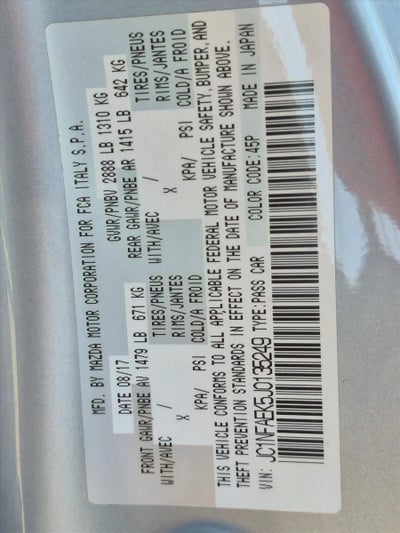 MFD. BY MAZDA MOTOR CORPORATION FOR FCA ITALY S.P.A.
DATE 08/17 GVWR/PNBV 2888 LB 1310 KG
FRONT GAWR/PNBE AV 1479 LB 671 KG REAR GAWR/PNBE AR 1415 LB 642 KG
WITH/AVEC / TIRES/PNEUS WITH/AVEC / TIRES/PNEUS
X RIMS/JANTES X RIMS/JANTES
KPA/ PSI COLD/A FROID KPA/ PSI COLD/A FROID
THIS VEHICLE CONFORMS TO ALL APPLICABLE FEDERAL MOTOR VEHICLE SAFETY,BUMPER,AND
THEFT PREVENTION STANDARDS IN EFFECT ON THE DATE OF MANUFACTURE SHOWN ABOVE.
VIN: JC1NFAEK5J0135249 TYPE:PASS CAR COLOR CODE:45P MADE IN JAPAN